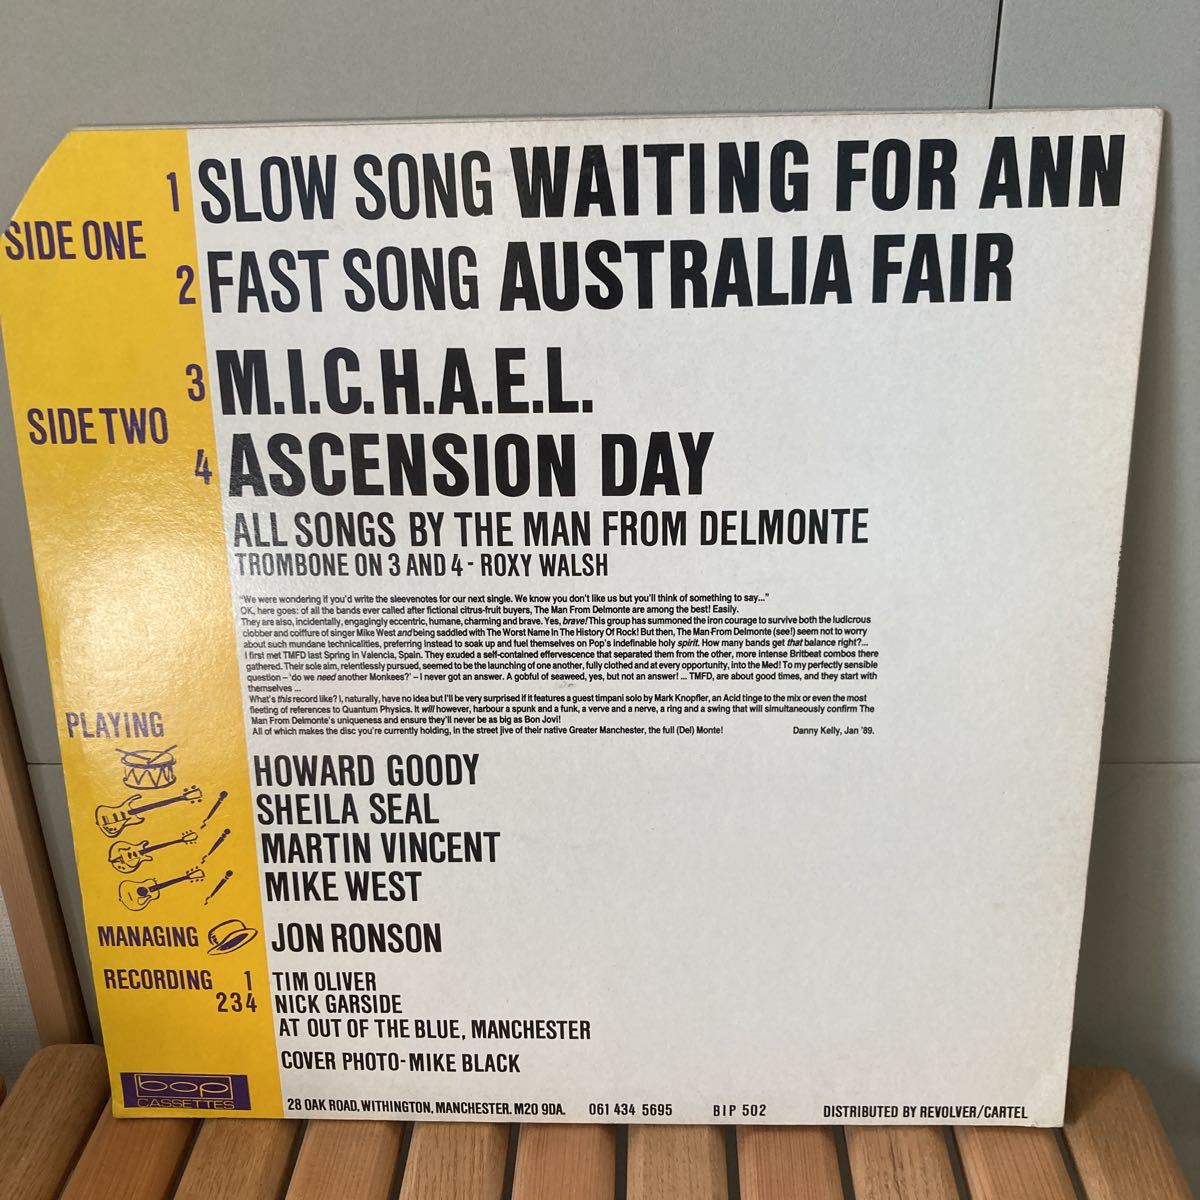 1 SLOW SONG WAITING FOR ANN
SIDE ONE
2 FAST SONG AUSTRALIA FAIR
3 M.I.C.H.A.E.L.
SIDE TWO
4 ASCENSION DAY
ALL SONGS BY THE MAN FROM DELMONTE
TROMBONE ON 3 AND 4 - ROXY WALSH
"We were wondering if you'd write the sleevenotes for our next single. We know you don't like us but you'll think of something to say..."
OK, here goes: of all the bands ever called after fictional citrus-fruit buyers, The Man From Delmonte are among the best! Easily.
They are also, incidentally, engagingly eccentric, humane, charming and brave. Yes, brave! This group has summoned the iron courage to survive both the ludicrous
clobber and coiffure of singer Mike West and being saddled with The Worst Name In The History Of Rock! But then, The Man From Delmonte (see!) seem not to worry
about such mundane technicalities, preferring instead to soak up and fuel themselves on Pop's indefinable holy spirit. How many bands get that balance right?...
I first met TMFD last Spring in Valencia, Spain. They exuded a self-contained effervescence that separated them from the other, more intense Britbeat combos there
gathered. Their sole aim, relentlessly pursued, seemed to be the launching of one another, fully clothed and at every opportunity, into the Med! To my perfectly sensible
question – 'do we need another Monkees?' – I never got an answer. A gobful of seaweed, yes, but not an answer! ... TMFD, are about good times, and they start with
themselves ...
What's this record like? I, naturally, have no idea but I'll be very surprised if it features a guest timpani solo by Mark Knopfler, an Acid tinge to the mix or even the most
fleeting of references to Quantum Physics. It will however, harbour a spunk and a funk, a verve and a nerve, a ring and a swing that will simultaneously confirm The
Man From Delmonte's uniqueness and ensure they'll never be as big as Bon Jovi!
All of which makes the disc you're currently holding, in the street jive of their native Greater Manchester, the full (Del) Monte! Danny Kelly, Jan '89.
PLAYING
HOWARD GOODY
SHEILA SEAL
MARTIN VINCENT
MIKE WEST
MANAGING JON RONSON
RECORDING 1 TIM OLIVER
2 3 4 NICK GARSIDE
AT OUT OF THE BLUE, MANCHESTER
COVER PHOTO - MIKE BLACK
bop
CASSETTES
28 OAK ROAD, WITHINGTON, MANCHESTER. M20 9DA. 061 434 5695 BIP 502 DISTRIBUTED BY REVOLVER/CARTEL